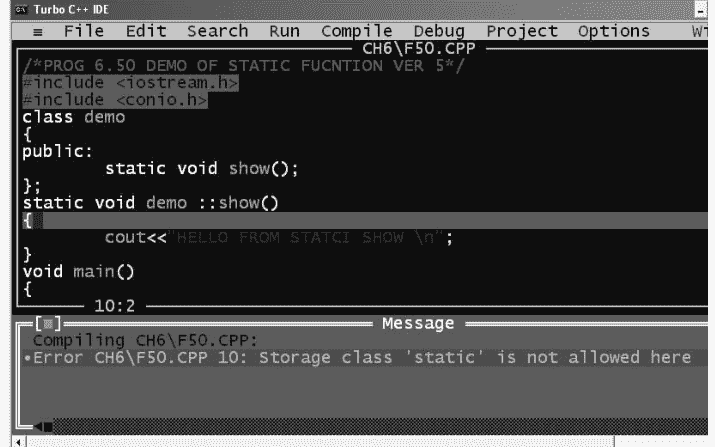 Turbo C++ IDE
≡ File Edit Search Run Compile Debug Project Options Wi
CH6\F50.CPP
/*PROG 6.50 DEMO OF STATIC FUCNTION VER 5*/
#include <iostream.h>
#include <conio.h>
class demo
{
public:
static void show();
};
static void demo ::show()
{
cout<<"HELLO FROM STATCI SHOW \n";
}
void main()
{
10:2
Message
Compiling CH6\F50.CPP:
•Error CH6\F50.CPP 10: Storage class 'static' is not allowed here